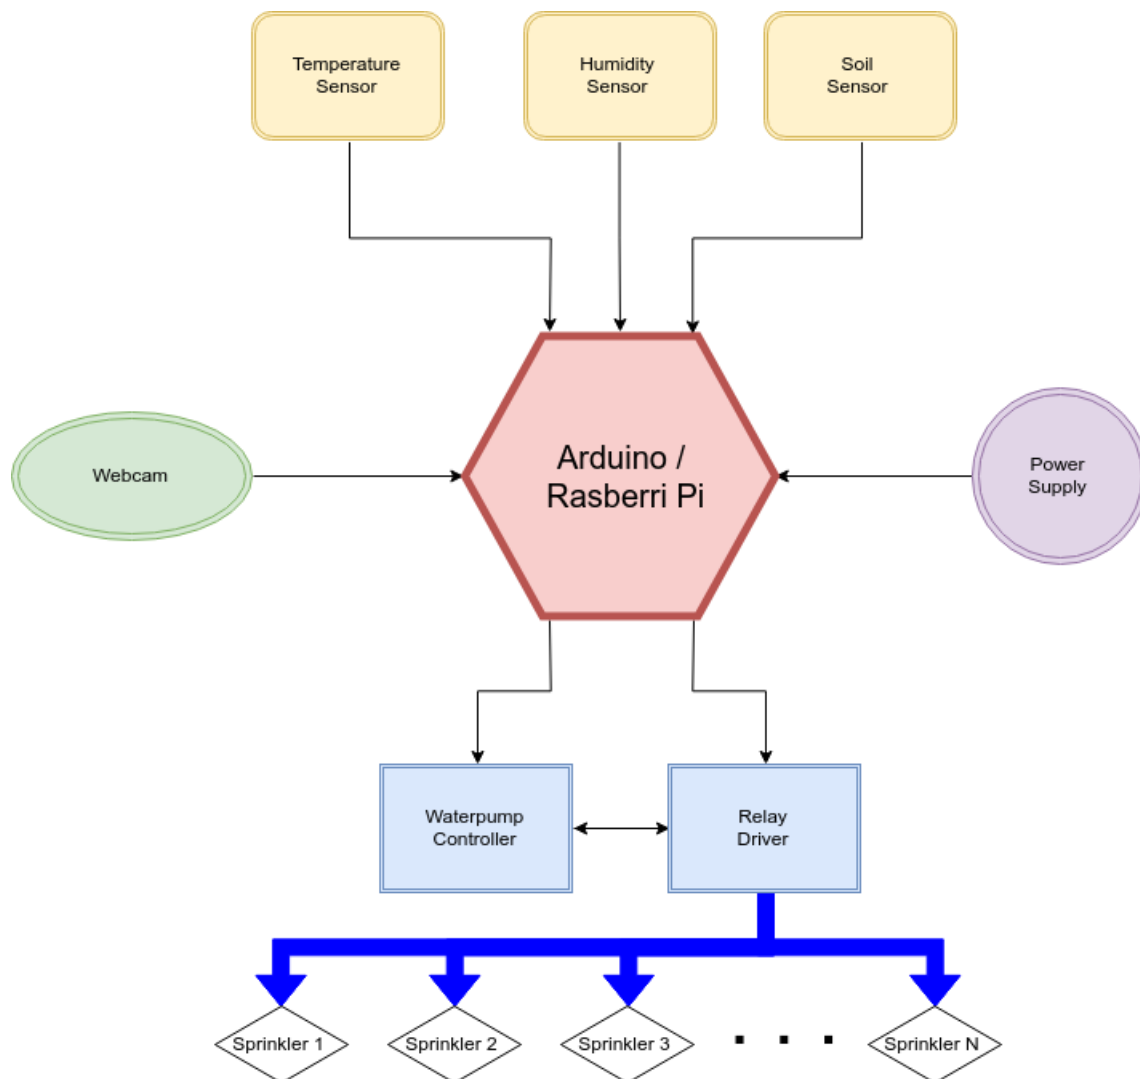 Temperature
Sensor
Humidity
Sensor
Soil
Sensor
Webcam
Arduino /
Rasberri Pi
Power
Supply
Waterpump
Controller
Relay
Driver
Sprinkler 1
Sprinkler 2
Sprinkler 3
. . .
Sprinkler N